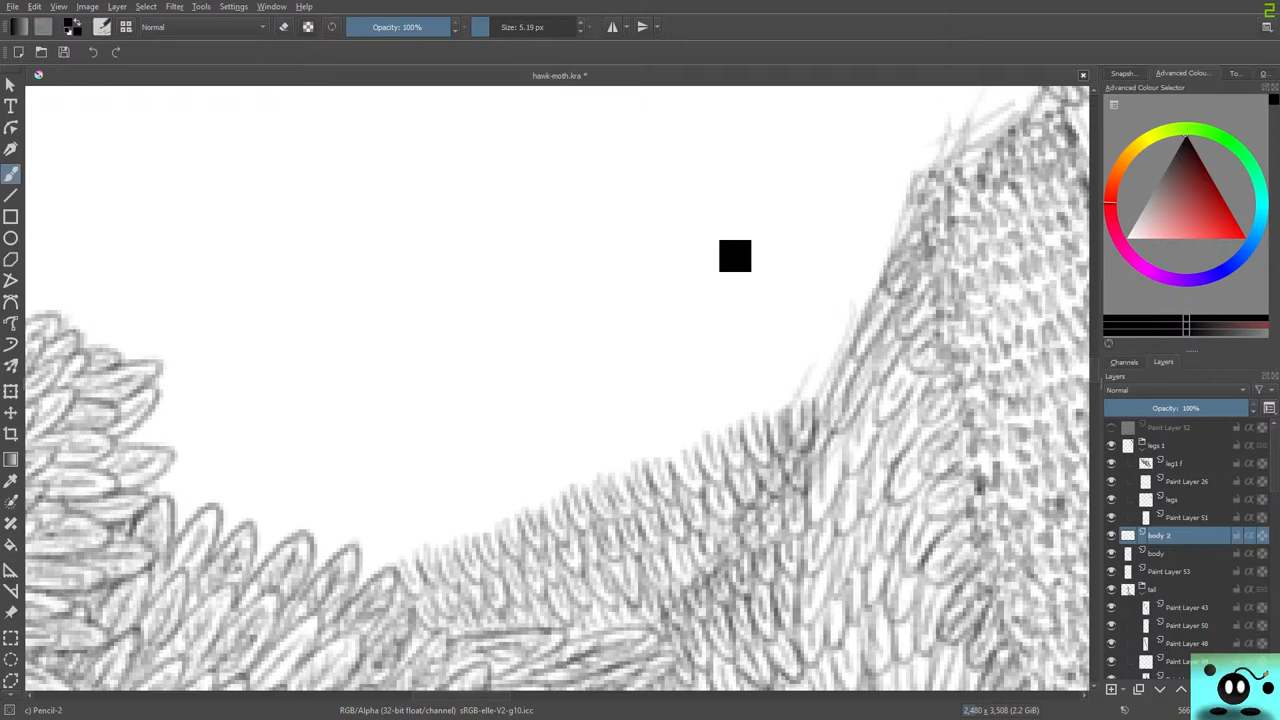 File Edit View Image Layer Select Filter Tools Settings Window Help
2
Normal
Opacity: 100%
Size: 5.19 px
hawk-moth.kra *
Snapsh... Advanced Colou... To... O...
Advanced Colour Selector
Channels Layers
Layers
Normal
Opacity: 100%
Paint Layer 52
legs 1
leg1 f
Paint Layer 26
legs
Paint Layer 51
body 2
body
Paint Layer 53
tail
Paint Layer 43
Paint Layer 50
Paint Layer 48
c) Pencil-2
RGB/Alpha (32-bit float/channel) sRGB-elle-V2-g10.icc
2,480 x 3,508 (2.2 GiB)